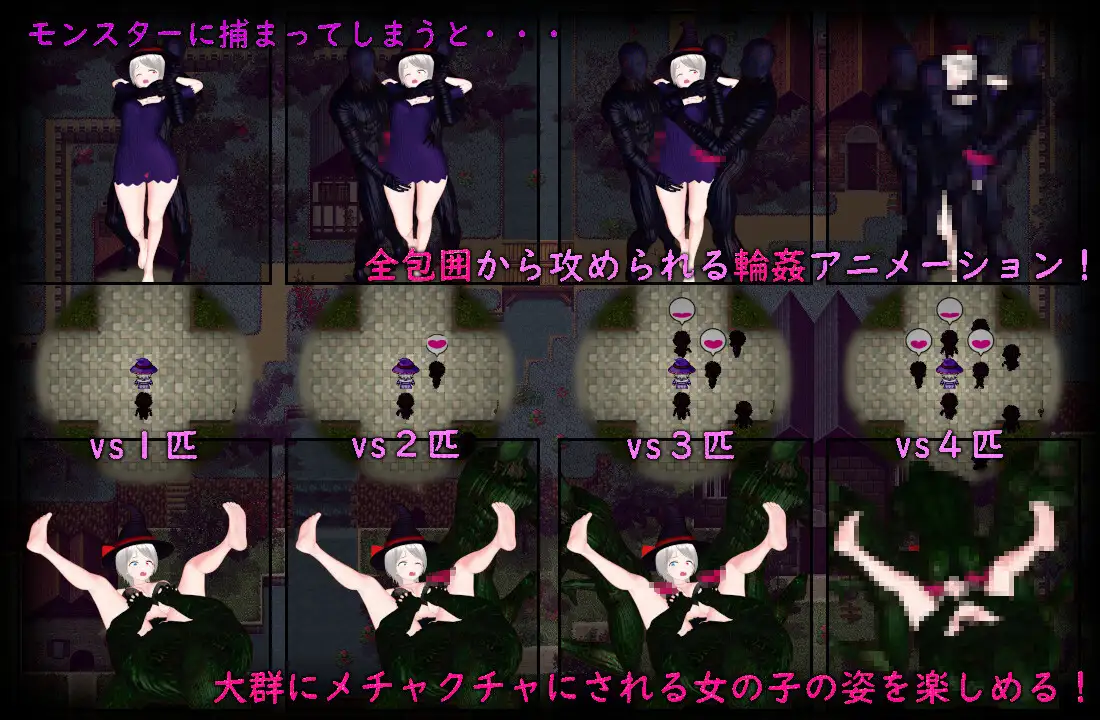 モンスターに捕まってしまうと・・・
全包囲から攻められる輪姦アニメーション！
vs１匹
vs２匹
vs３匹
vs４匹
大群にメチャクチャにされる女の子の姿を楽しめる！